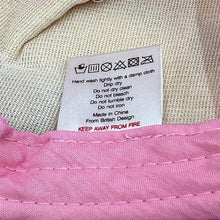 Hand wash lightly with a damp cloth
Drip dry
Do not dry clean
Do not bleach
Do not tumble dry
Do not iron
Made in China
From British Design
KEEP AWAY FROM FIRE